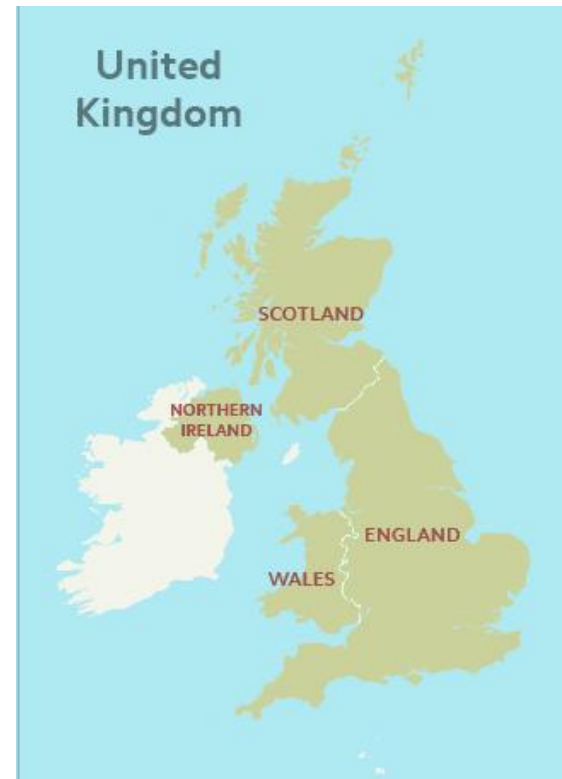 United
Kingdom
SCOTLAND
NORTHERN
IRELAND
ENGLAND
WALES